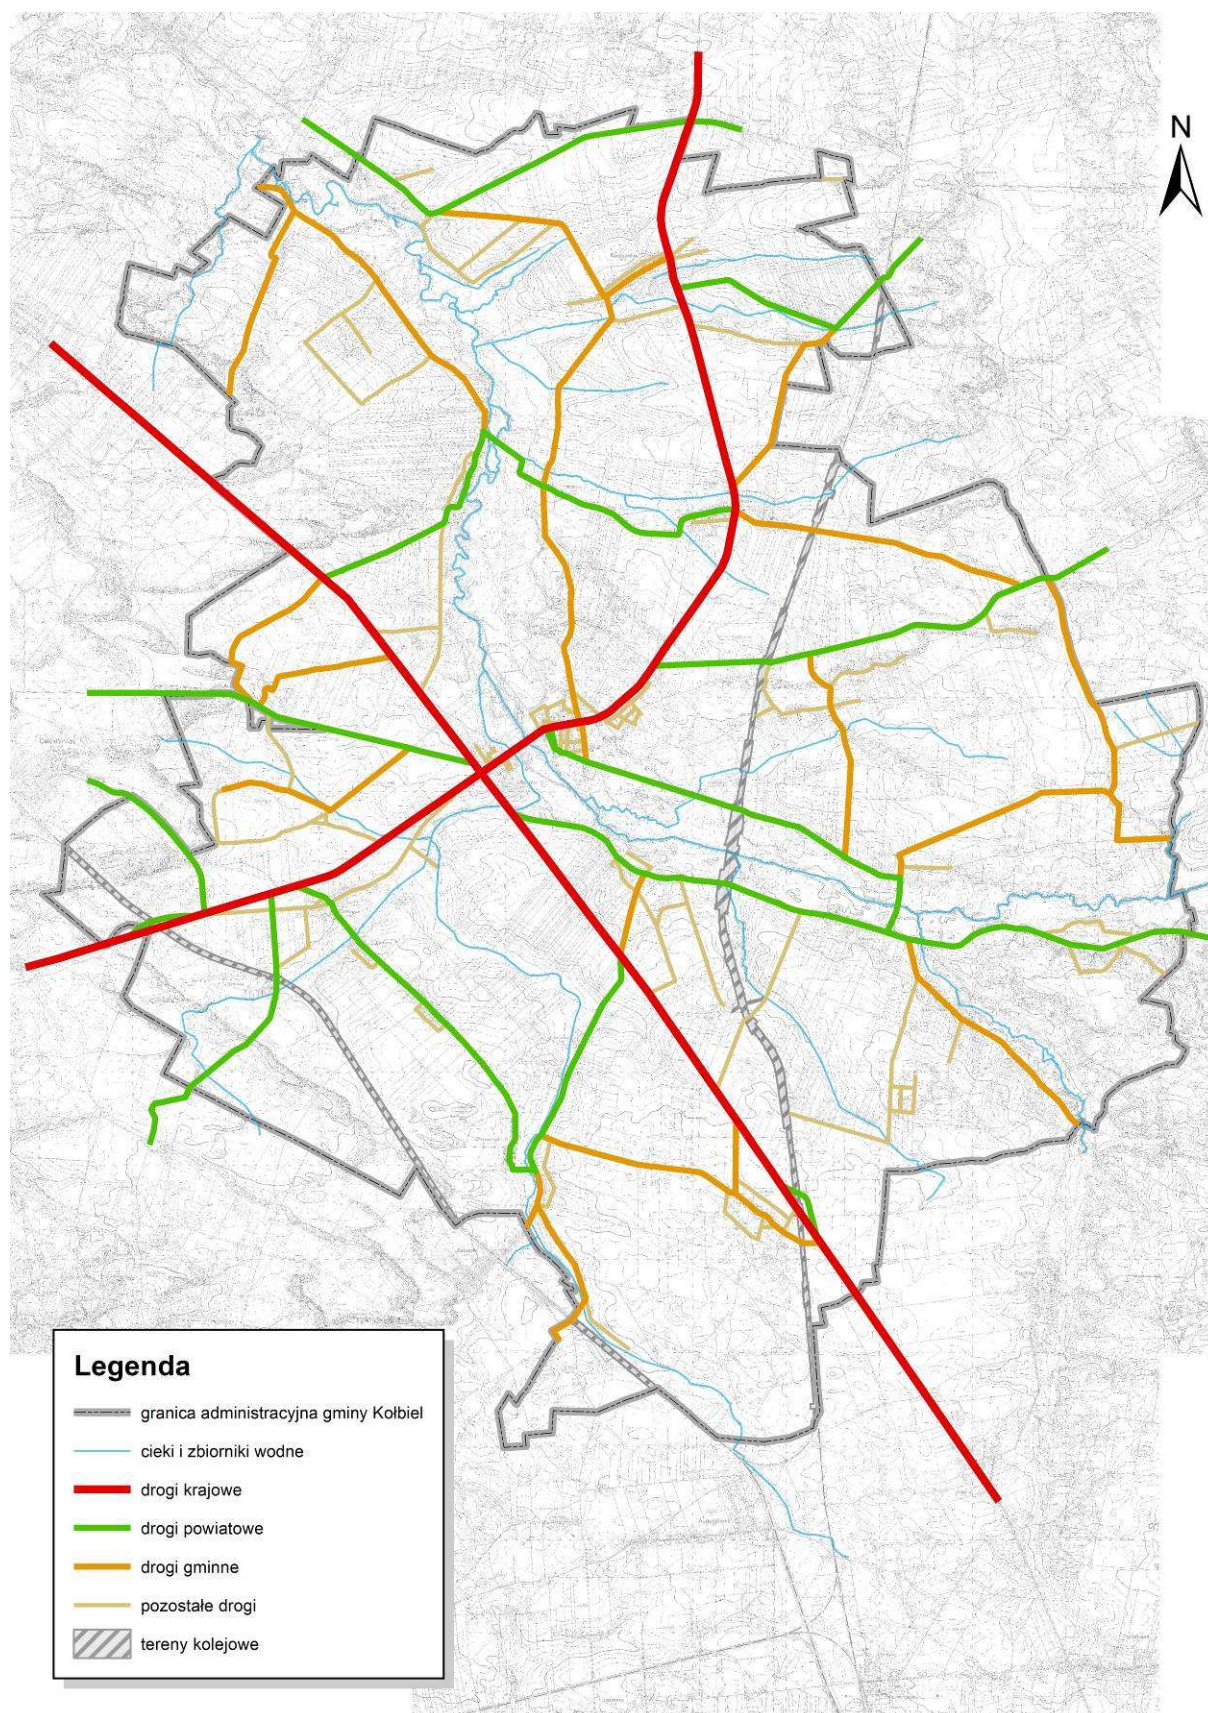 N
Legenda
granica administracyjna gminy Kołbiel
cieki i zbiorniki wodne
drogi krajowe
drogi powiatowe
drogi gminne
pozostałe drogi
tereny kolejowe